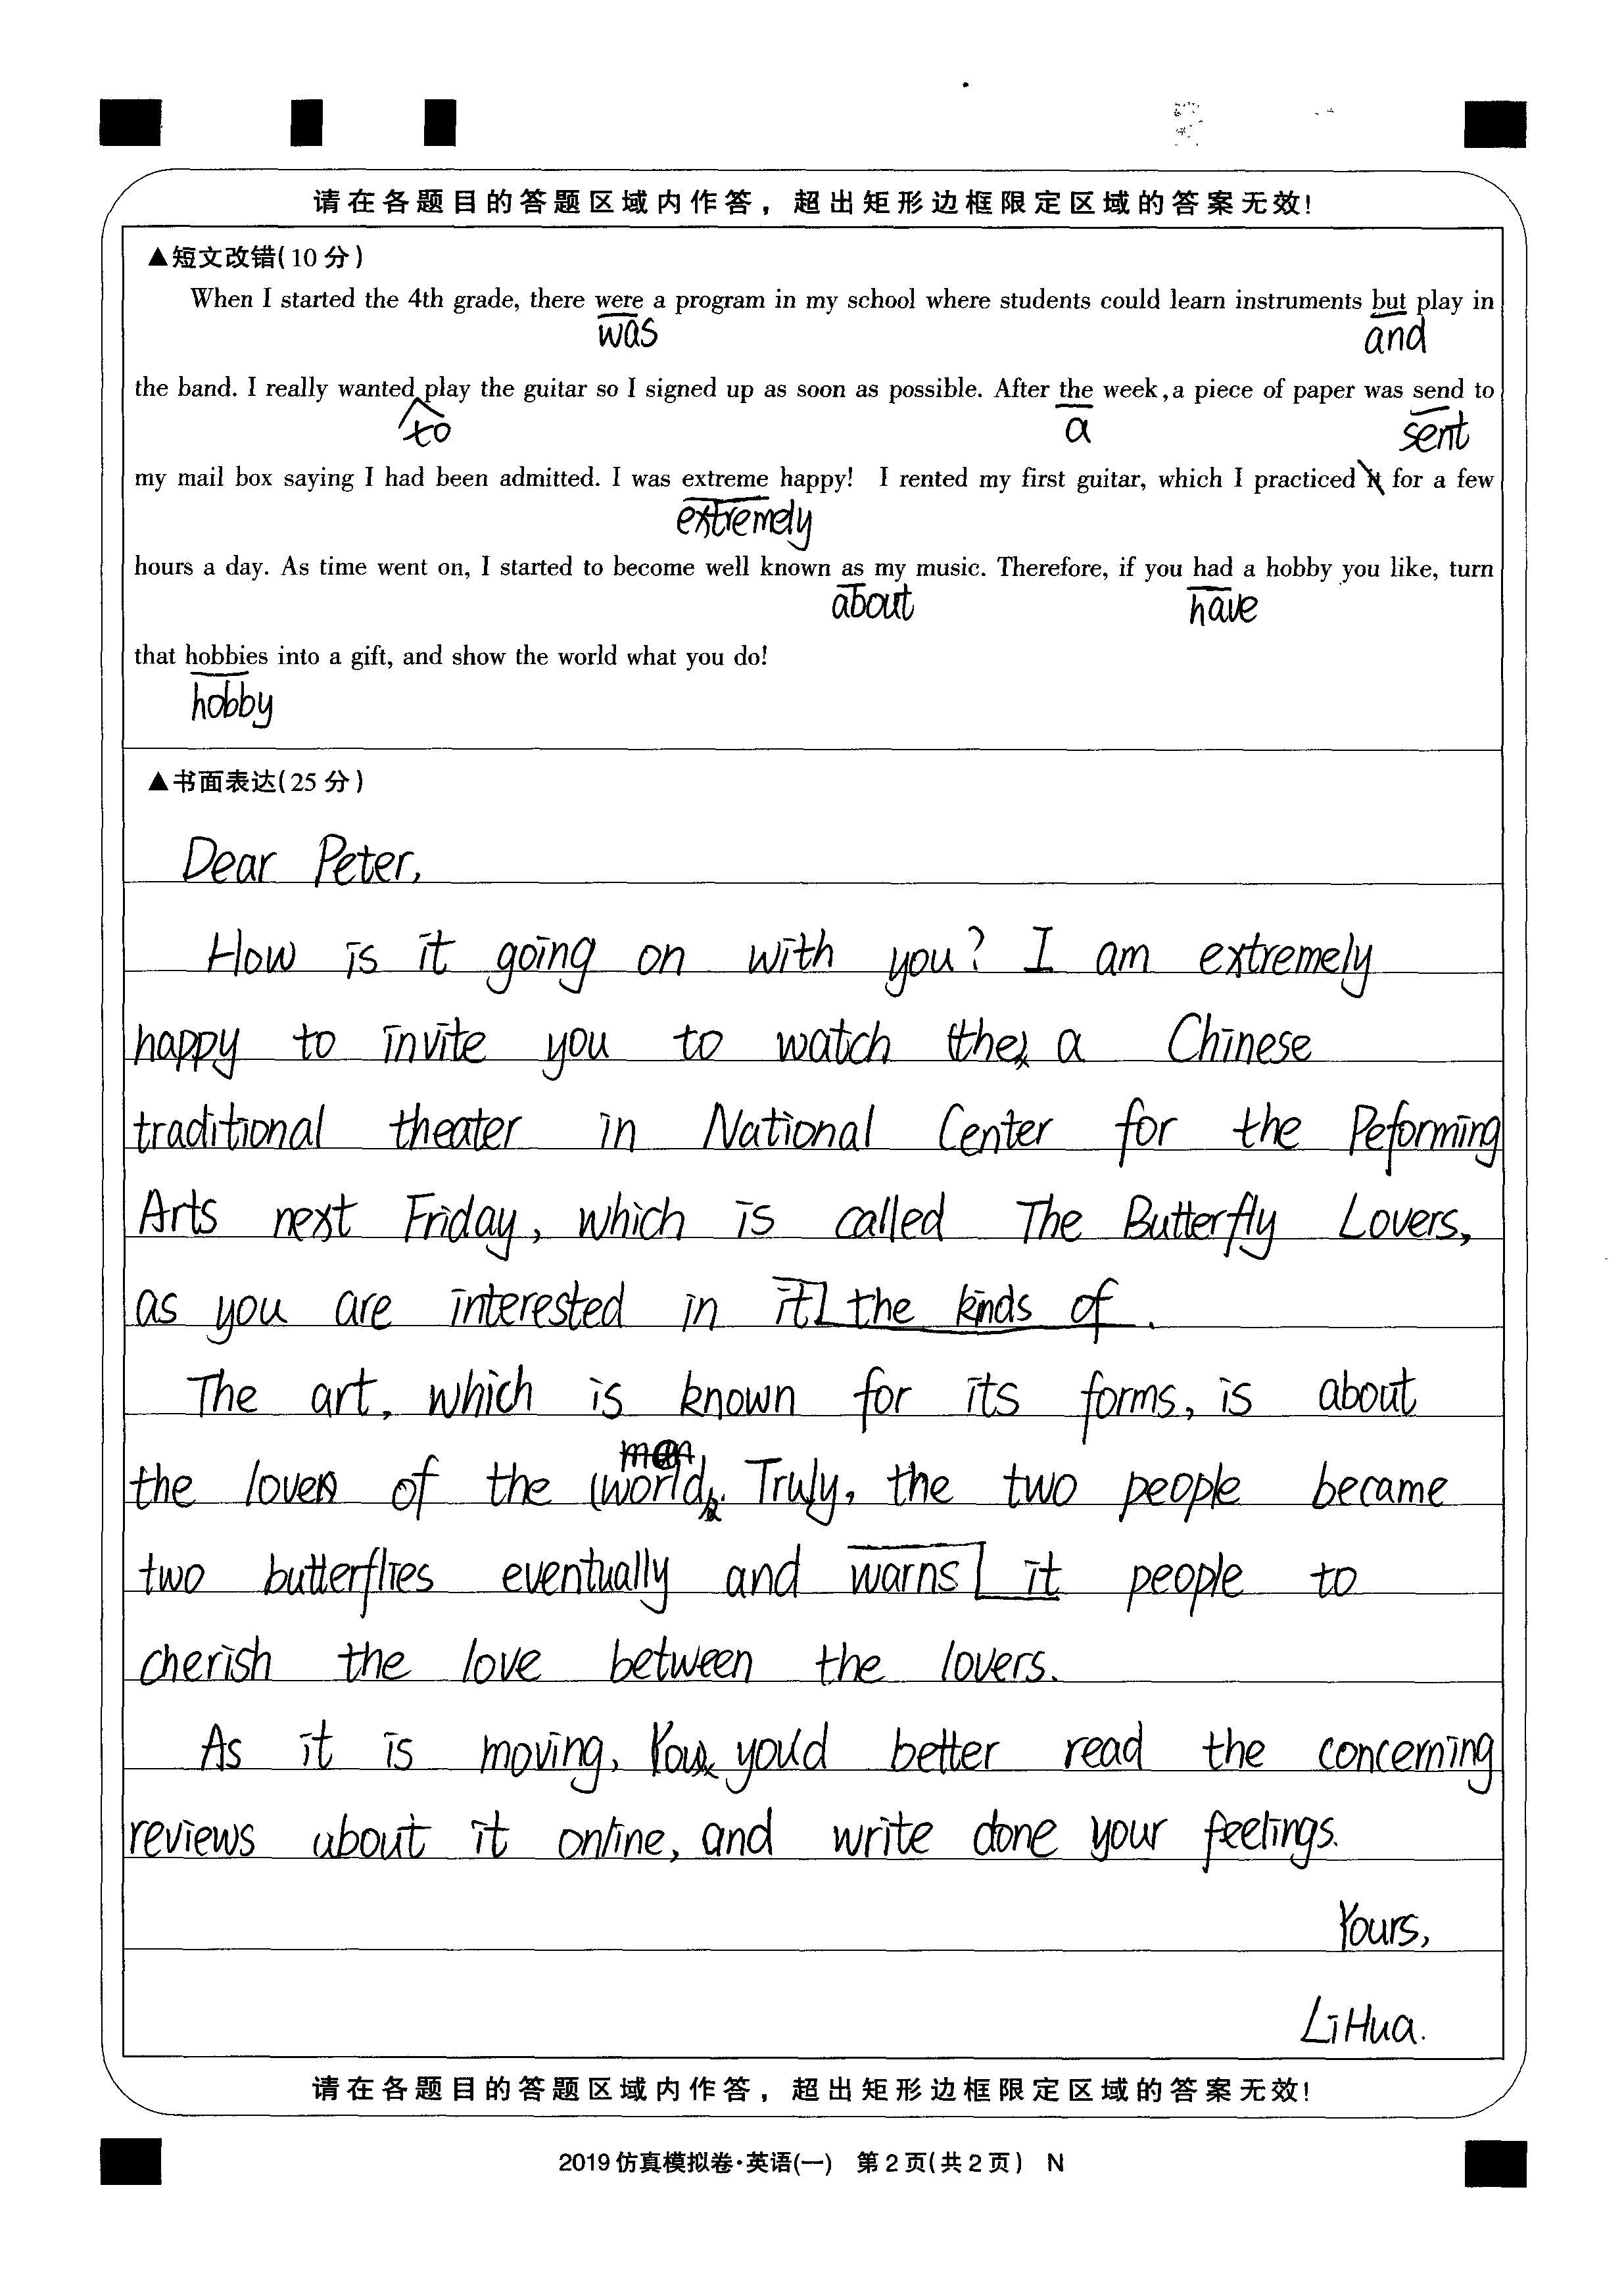 请在各题目的答题区域内作答，超出矩形边框限定区域的答案无效!
▲短文改错(10分)
When I started the 4th grade, there were a program in my school where students could learn instruments but play in
was and
the band. I really wanted play the guitar so I signed up as soon as possible. After the week, a piece of paper was send to
to a sent
my mail box saying I had been admitted. I was extreme happy! I rented my first guitar, which I practiced it for a few
extremely
hours a day. As time went on, I started to become well known as my music. Therefore, if you had a hobby you like, turn
about have
that hobbies into a gift, and show the world what you do!
hobby
▲书面表达(25分)
Dear Peter,
How is it going on with you? I am extremely
happy to invite you to watch (the) a Chinese
traditional theater in National Center for the Peforming
Arts next Friday, which is called The Butterfly Lovers,
as you are interested in it the kinds of.
The art, which is known for its forms, is about
man
the lover of the (world). Truly, the two people became
two butterflies eventually and warns it people to
cherish the love between the lovers.
As it is moving, You you'd better read the concerning
reviews about it online, and write done your feelings.
Yours,
Li Hua.
请在各题目的答题区域内作答，超出矩形边框限定区域的答案无效!
2019仿真模拟卷·英语(一) 第2页(共2页) N